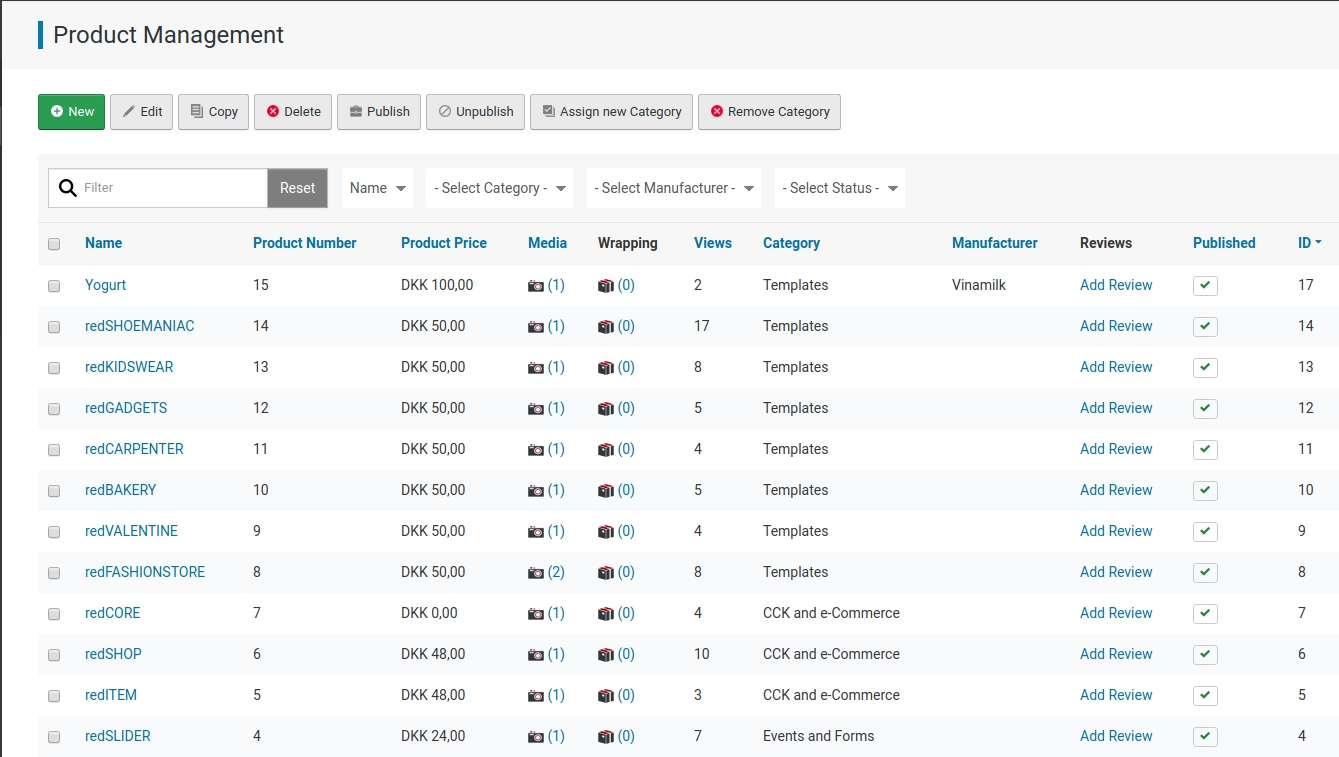 Product Management
New Edit Copy Delete Publish Unpublish Assign new Category Remove Category
Filter Reset Name - Select Category - - Select Manufacturer - - Select Status -
Name Product Number Product Price Media Wrapping Views Category Manufacturer Reviews Published ID
Yogurt 15 DKK 100,00 (1) (0) 2 Templates Vinamilk Add Review 17
redSHOEMANIAC 14 DKK 50,00 (1) (0) 17 Templates Add Review 14
redKIDSWEAR 13 DKK 50,00 (1) (0) 8 Templates Add Review 13
redGADGETS 12 DKK 50,00 (1) (0) 5 Templates Add Review 12
redCARPENTER 11 DKK 50,00 (1) (0) 4 Templates Add Review 11
redBAKERY 10 DKK 50,00 (1) (0) 5 Templates Add Review 10
redVALENTINE 9 DKK 50,00 (1) (0) 4 Templates Add Review 9
redFASHIONSTORE 8 DKK 50,00 (2) (0) 8 Templates Add Review 8
redCORE 7 DKK 0,00 (1) (0) 4 CCK and e-Commerce Add Review 7
redSHOP 6 DKK 48,00 (1) (0) 10 CCK and e-Commerce Add Review 6
redITEM 5 DKK 48,00 (1) (0) 3 CCK and e-Commerce Add Review 5
redSLIDER 4 DKK 24,00 (1) (0) 7 Events and Forms Add Review 4